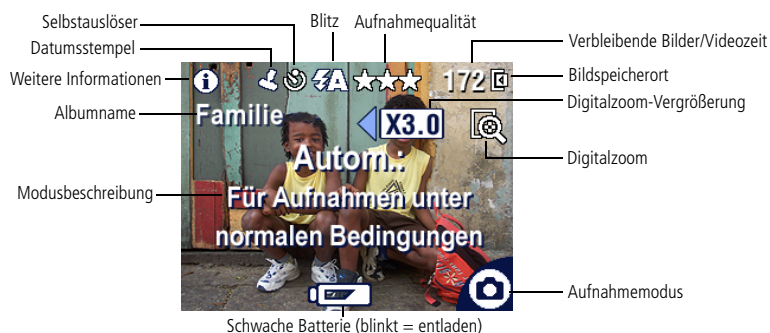 Selbstauslöser
Blitz
Aufnahmequalität
Datumsstempel
Verbleibende Bilder/Videozeit
Weitere Informationen
Bildspeicherort
Albumname
Digitalzoom-Vergrößerung
Digitalzoom
Modusbeschreibung
Aufnahmemodus
Schwache Batterie (blinkt = entladen)
i
A
172
Familie
X3.0
Autom.:
Für Aufnahmen unter
normalen Bedingungen